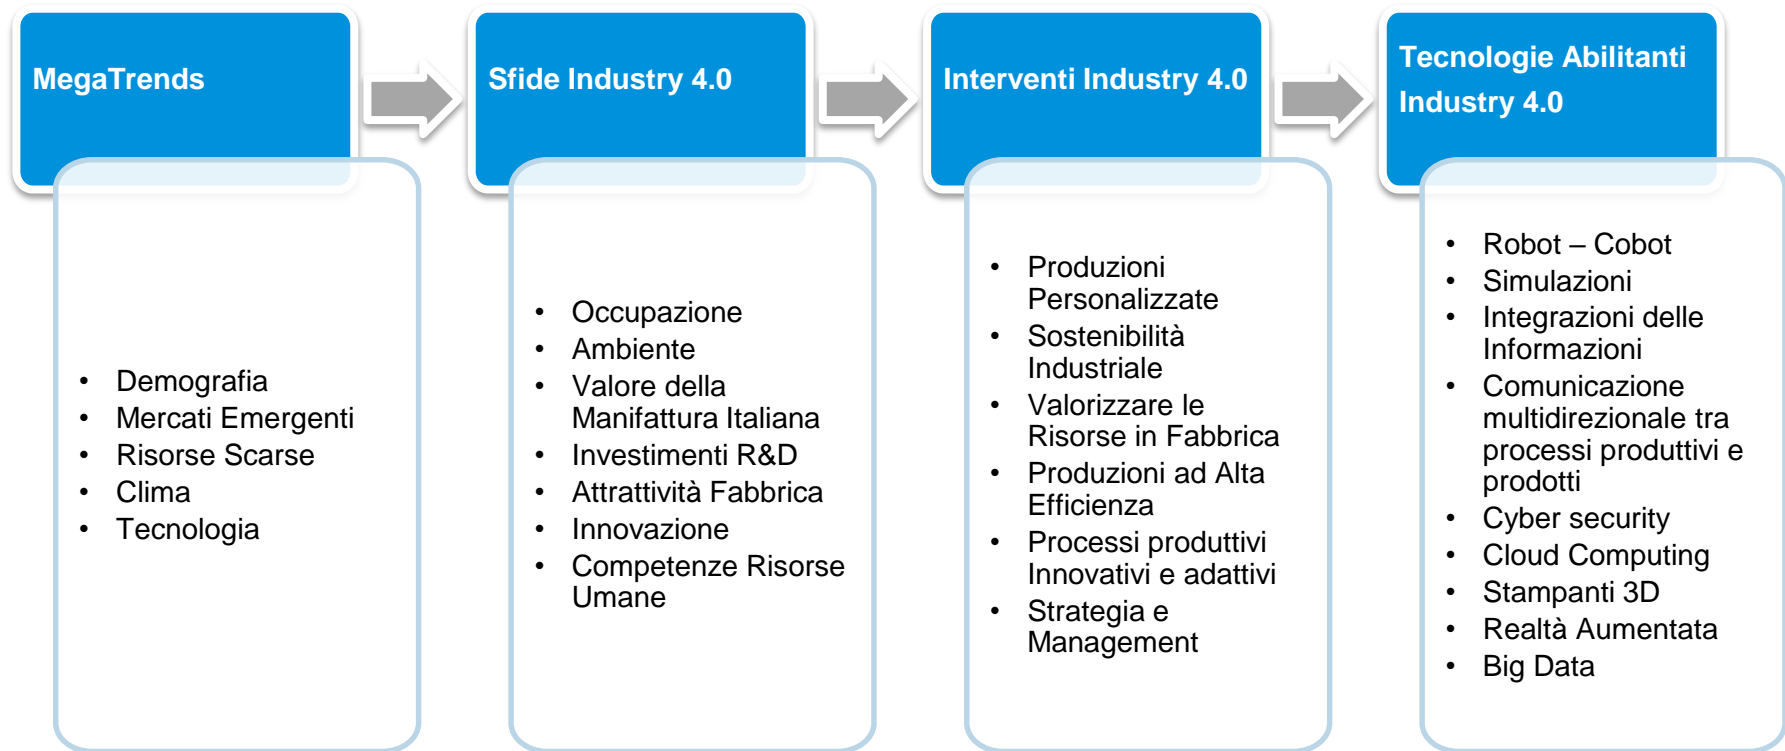 MegaTrends
• Demografia
• Mercati Emergenti
• Risorse Scarse
• Clima
• Tecnologia
Sfide Industry 4.0
• Occupazione
• Ambiente
• Valore della
Manifattura Italiana
• Investimenti R&D
• Attrattività Fabbrica
• Innovazione
• Competenze Risorse
Umane
Interventi Industry 4.0
• Produzioni
Personalizzate
• Sostenibilità
Industriale
• Valorizzare le
Risorse in Fabbrica
• Produzioni ad Alta
Efficienza
• Processi produttivi
Innovativi e adattivi
• Strategia e
Management
Tecnologie Abilitanti
Industry 4.0
• Robot – Cobot
• Simulazioni
• Integrazioni delle
Informazioni
• Comunicazione
multidirezionale tra
processi produttivi e
prodotti
• Cyber security
• Cloud Computing
• Stampanti 3D
• Realtà Aumentata
• Big Data